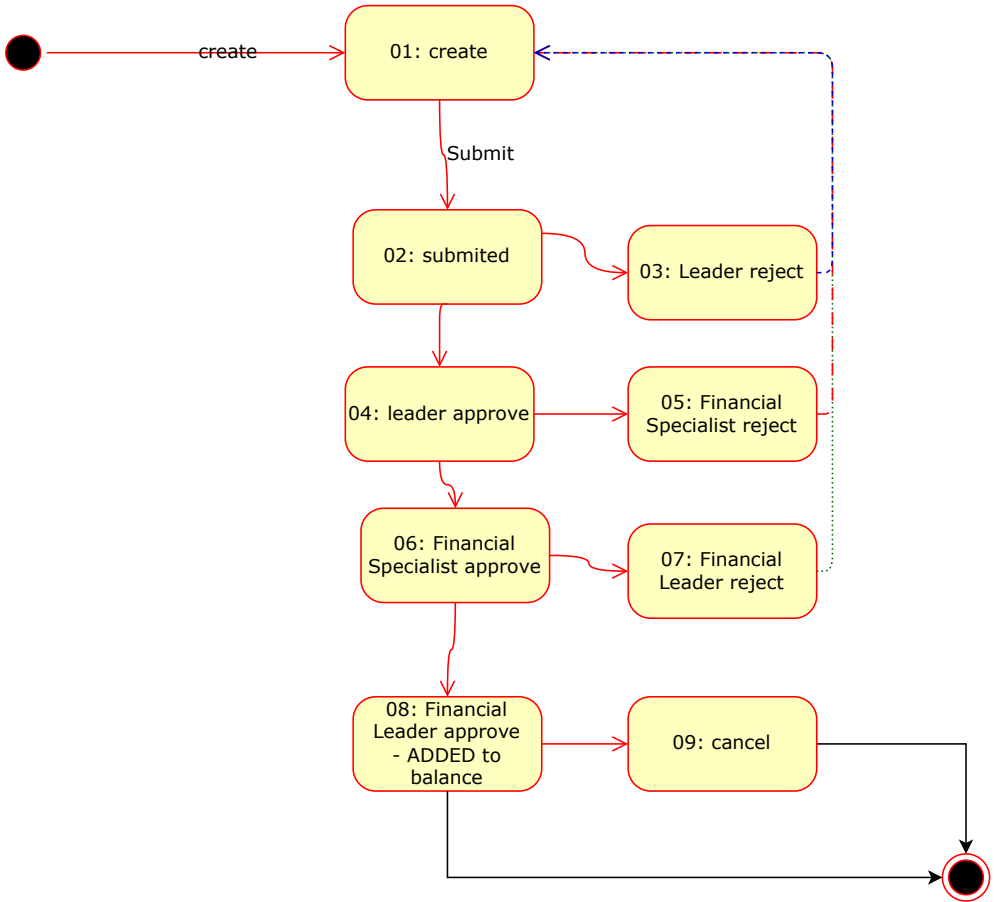 create
01: create
Submit
02: submited
03: Leader reject
04: leader approve
05: Financial
Specialist reject
06: Financial
Specialist approve
07: Financial
Leader reject
08: Financial
Leader approve
- ADDED to
balance
09: cancel